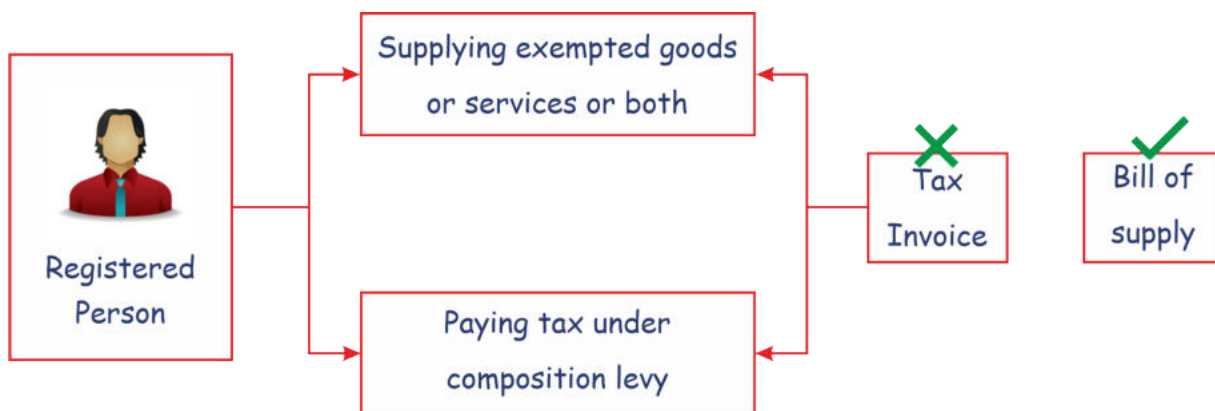 Registered
Person
Supplying exempted goods
or services or both
Paying tax under
composition levy
Tax
Invoice
Bill of
supply